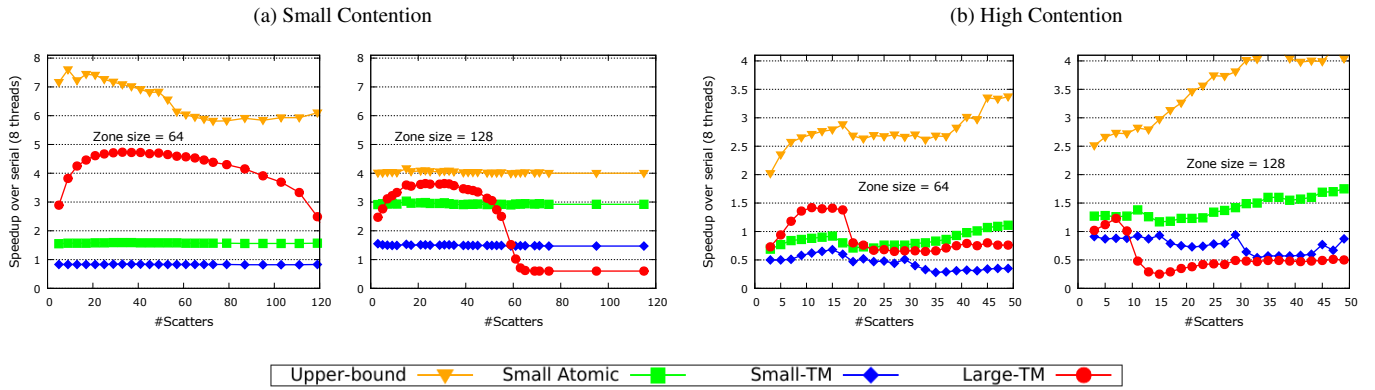 (a) Small Contention
(b) High Contention
Speedup over serial (8 threads)
8
7
6
5
4
3
2
1
0
Zone size = 64
0 20 40 60 80 100 120
#Scatters
8
7
6
5
4
3
2
1
0
Zone size = 128
0 20 40 60 80 100 120
#Scatters
Speedup over serial (8 threads)
4
3.5
3
2.5
2
1.5
1
0.5
0
Zone size = 64
0 5 10 15 20 25 30 35 40 45 50
#Scatters
4
3.5
3
2.5
2
1.5
1
0.5
0
Zone size = 128
0 5 10 15 20 25 30 35 40 45 50
#Scatters
Upper-bound Small Atomic Small-TM Large-TM